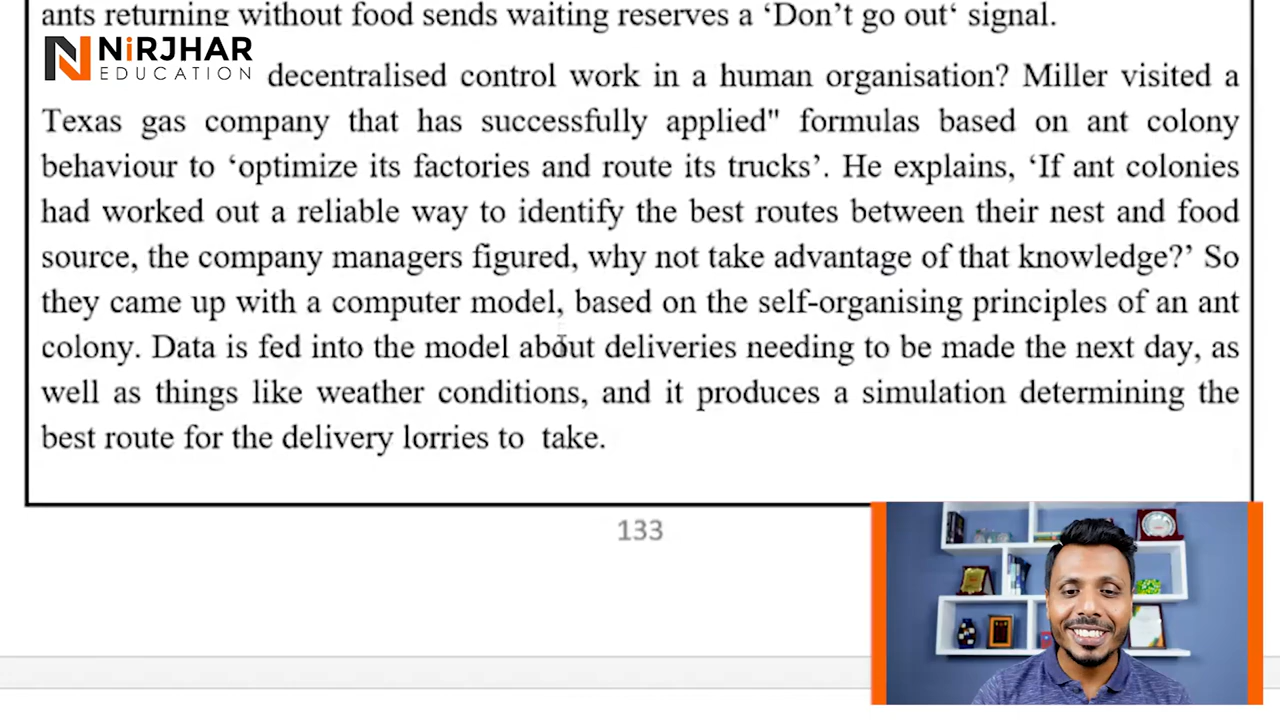 ants returning without food sends waiting reserves a ‘Don’t go out‘ signal.
NiRJHAR
EDUCATION
decentralised control work in a human organisation? Miller visited a
Texas gas company that has successfully applied" formulas based on ant colony
behaviour to ‘optimize its factories and route its trucks’. He explains, ‘If ant colonies
had worked out a reliable way to identify the best routes between their nest and food
source, the company managers figured, why not take advantage of that knowledge?’ So
they came up with a computer model, based on the self-organising principles of an ant
colony. Data is fed into the model about deliveries needing to be made the next day, as
well as things like weather conditions, and it produces a simulation determining the
best route for the delivery lorries to take.
133